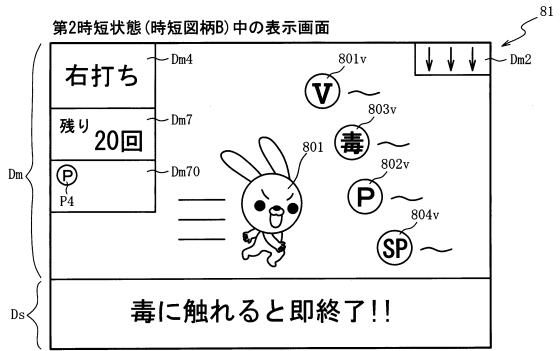 第2時短状態(時短図柄B)中の表示画面
81
右打ち
Dm4
801v
Dm2
V
803v
残り
20回
Dm7
毒
801
802v
Dm
P
Dm70
P4
P
804v
SP
Ds
毒に触れると即終了!!